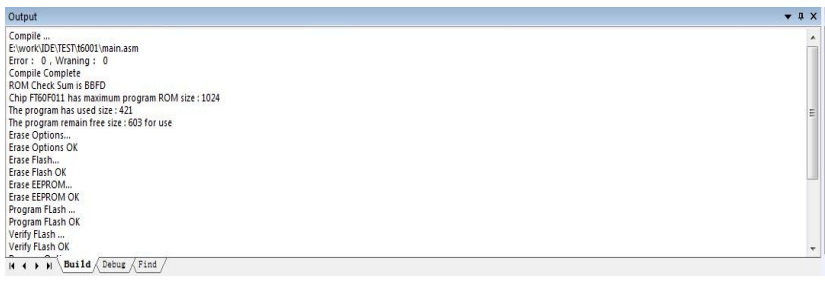 Output
Compile ...
E:\work\IDE\TEST\t6001\main.asm
Error : 0 , Wraning : 0
Compile Complete
ROM Check Sum is BBFD
Chip FT60F011 has maximum program ROM size : 1024
The program has used size : 421
The program remain free size : 603 for use
Erase Options...
Erase Options OK
Erase Flash...
Erase Flash OK
Erase EEPROM...
Erase EEPROM OK
Program FLash ...
Program FLash OK
Verify FLash ...
Verify FLash OK
Build Debug Find